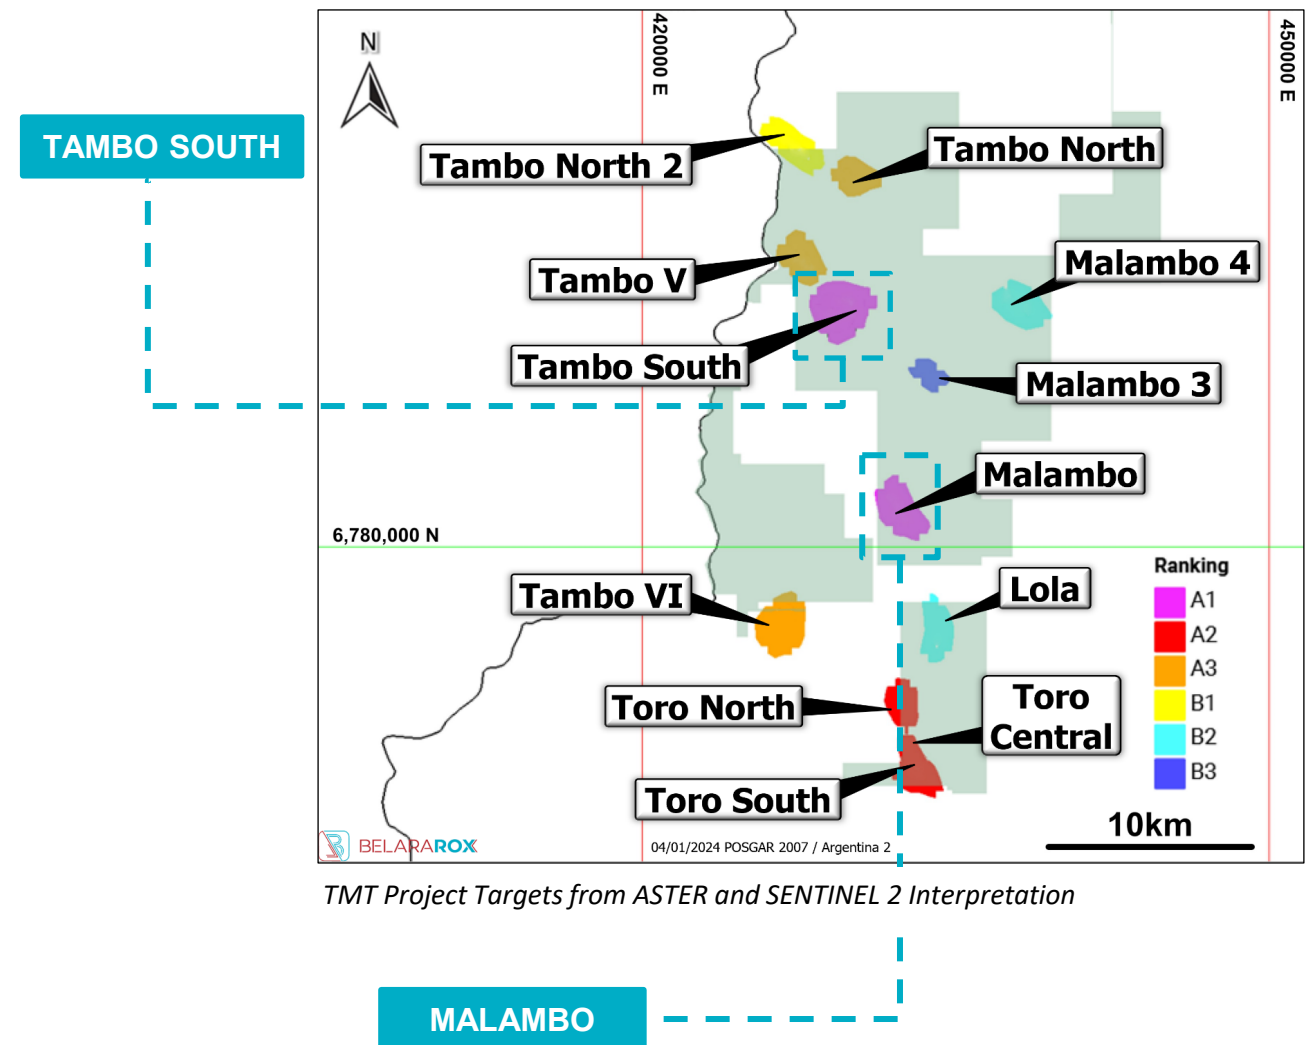 N
420000 E
450000 E
TAMBO SOUTH
Tambo North 2
Tambo North
Tambo V
Malambo 4
Tambo South
Malambo 3
Malambo
6,780,000 N
Tambo VI
Lola
Toro North
Toro
Central
Toro South
Ranking
A1
A2
A3
B1
B2
B3
10km
BELARAROX
04/01/2024 POSGAR 2007 / Argentina 2
TMT Project Targets from ASTER and SENTINEL 2 Interpretation
MALAMBO